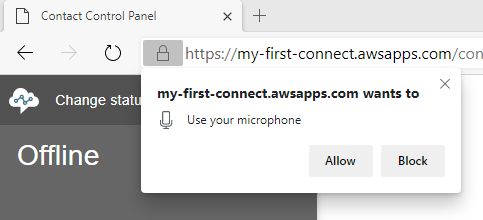 Contact Control Panel
https://my-first-connect.awsapps.com/con
my-first-connect.awsapps.com wants to
Change statu
Use your microphone
Offline
Allow
Block